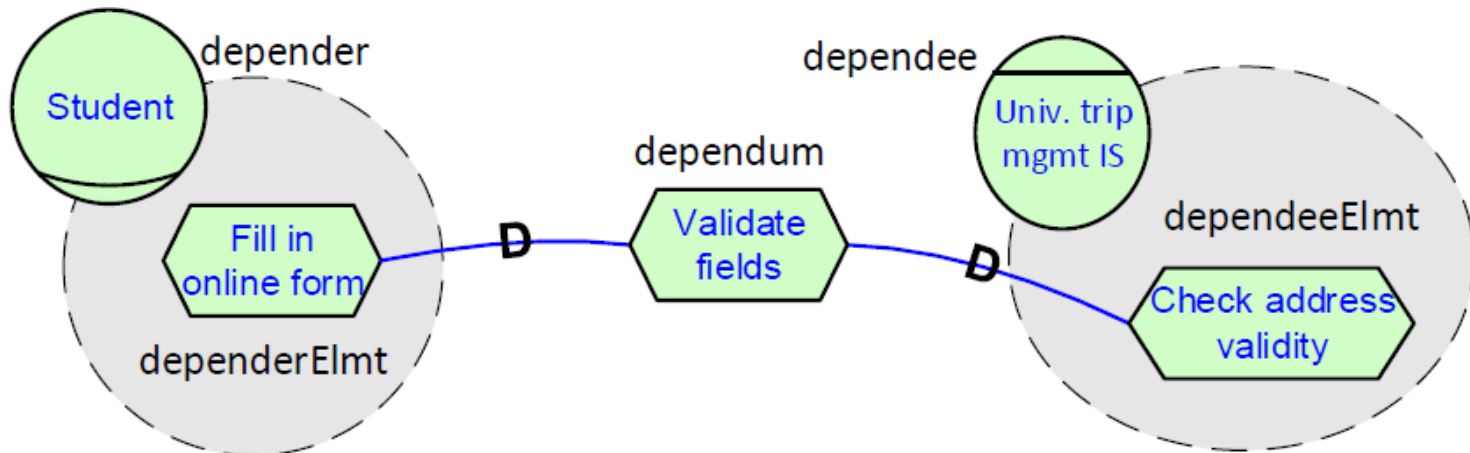 depender
Student
dependee
Univ. trip
mgmt IS
dependum
Validate
fields
D
D
dependeeElmt
Fill in
online form
Check address
validity
dependerElmt